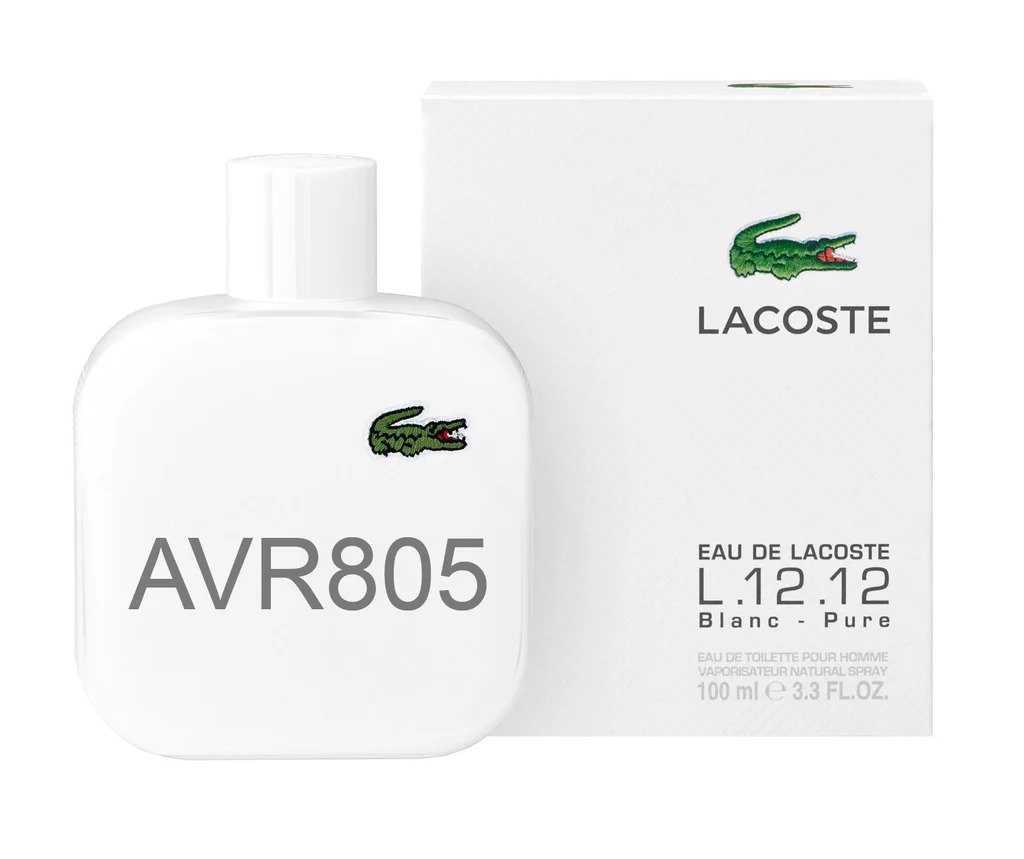 AVR805
LACOSTE
EAU DE LACOSTE
L.12.12
Blanc - Pure
EAU DE TOILETTE POUR HOMME
VAPORISATEUR NATURAL SPRAY
100 ml ℮ 3.3 FL.OZ.